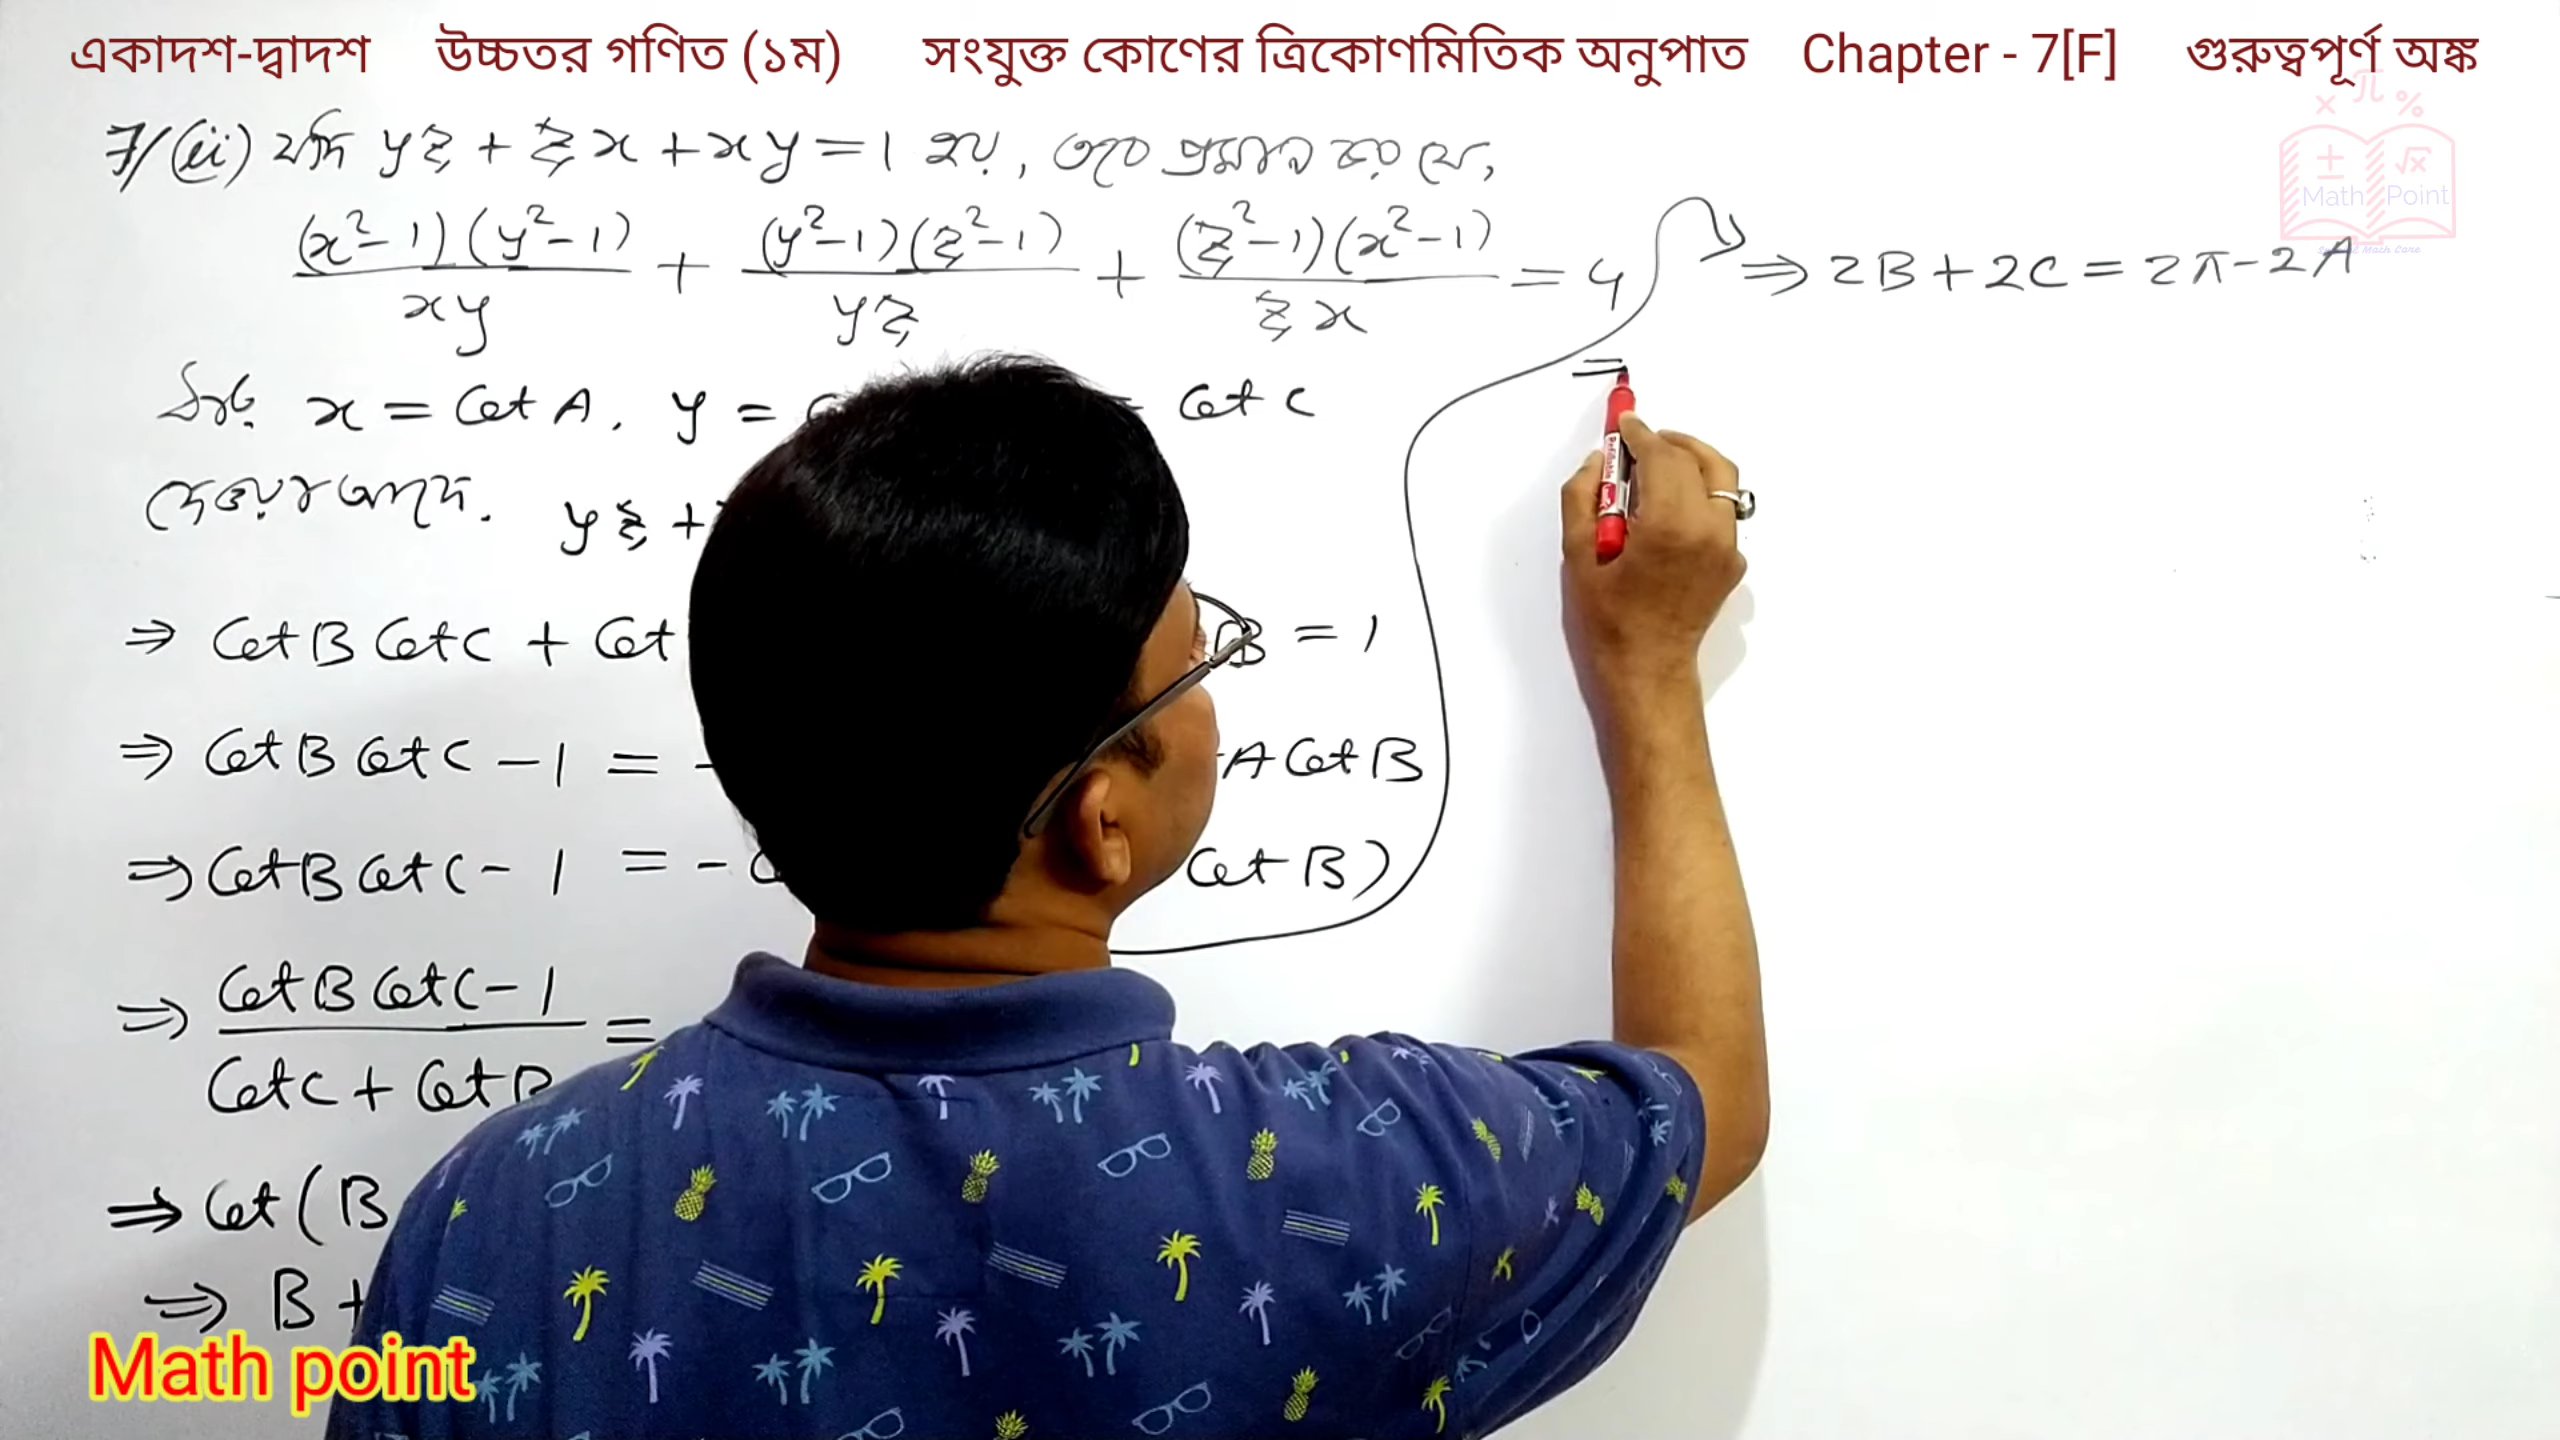 একাদশ-দ্বাদশ উচ্চতর গণিত (১ম) সংযুক্ত কোণের ত্রিকোণমিতিক অনুপাত Chapter - 7[F] গুরুত্বপূর্ণ অঙ্ক
7/(ii) যদি yz + zx + xy = 1 হয়, তবে প্রমান কর যে,
(x²-1)(y²-1)/xy + (y²-1)(z²-1)/yz + (z²-1)(x²-1)/zx = 4
ধরি, x = Cot A, y = Cot C
দেওয়া আছে, yz +
⇒ Cot B Cot C + Cot B = 1
⇒ Cot B Cot C - 1 = - A Cot B
⇒ Cot B Cot C - 1 = - Cot B)
⇒ Cot B Cot C - 1 / Cot C + Cot B =
⇒ Cot (B
⇒ B +
⇒ 2B + 2C = 2π - 2A
=
Math Point
Math point